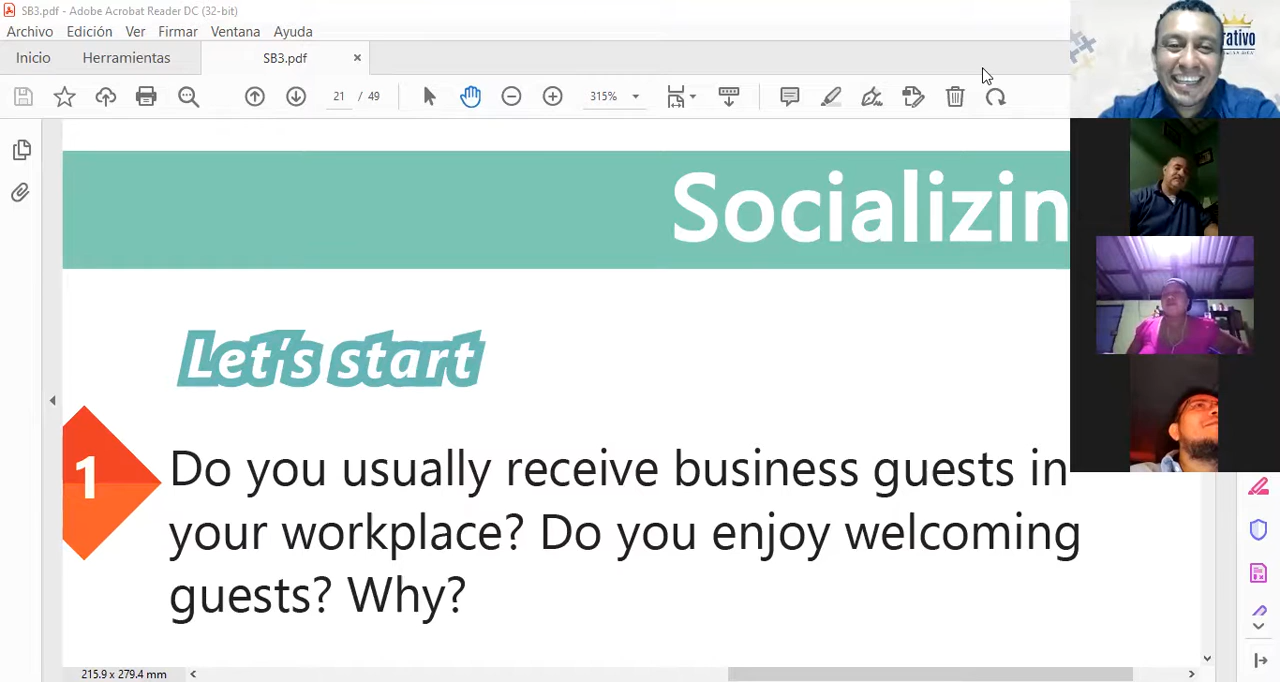 SB3.pdf - Adobe Acrobat Reader DC (32-bit)
Archivo Edición Ver Firmar Ventana Ayuda
Inicio Herramientas SB3.pdf ×
21 / 49 315%
rativo
Socializin
Let's start
1
Do you usually receive business guests in
your workplace? Do you enjoy welcoming
guests? Why?
215.9 x 279.4 mm